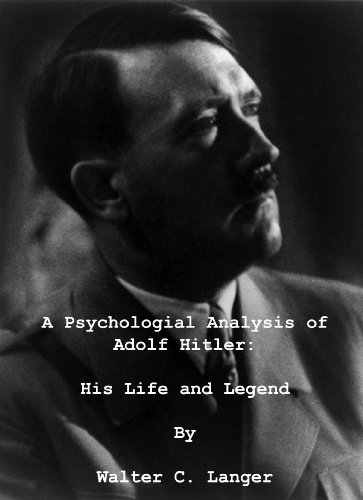 A Psychologial Analysis of
Adolf Hitler:
His Life and Legend
By
Walter C. Langer